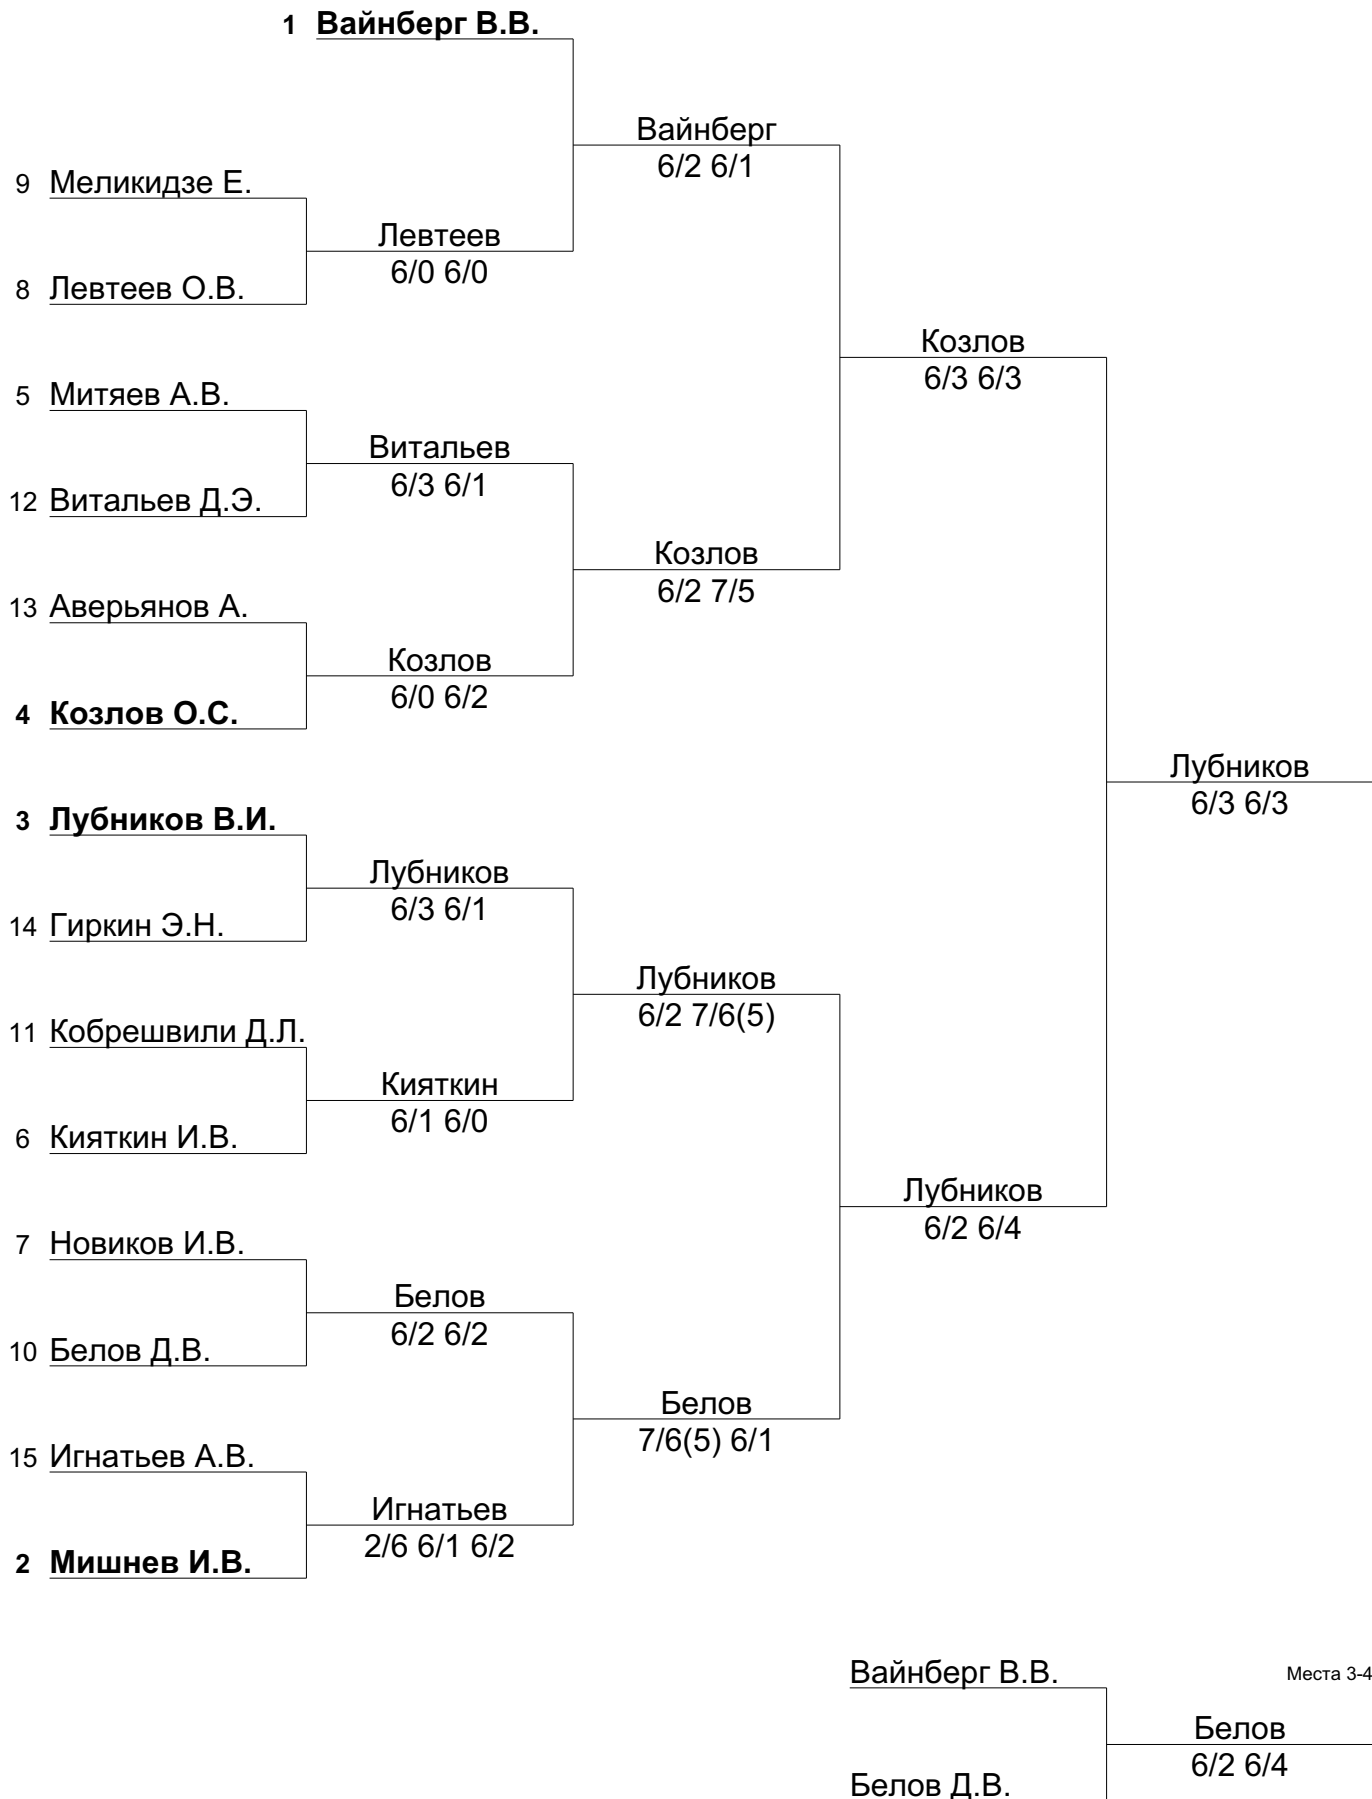 1 Вайнберг В.В.
Вайнберг
6/2 6/1
9 Меликидзе Е.
Левтеев
6/0 6/0
8 Левтеев О.В.
Козлов
6/3 6/3
5 Митяев А.В.
Витальев
6/3 6/1
12 Витальев Д.Э.
Козлов
6/2 7/5
13 Аверьянов А.
Козлов
6/0 6/2
4 Козлов О.С.
Лубников
6/3 6/3
3 Лубников В.И.
Лубников
6/3 6/1
14 Гиркин Э.Н.
Лубников
6/2 7/6(5)
11 Кобрешвили Д.Л.
Кияткин
6/1 6/0
6 Кияткин И.В.
Лубников
6/2 6/4
7 Новиков И.В.
Белов
6/2 6/2
10 Белов Д.В.
Белов
7/6(5) 6/1
15 Игнатьев А.В.
Игнатьев
2/6 6/1 6/2
2 Мишнев И.В.
Вайнберг В.В.
Места 3-4
Белов
6/2 6/4
Белов Д.В.